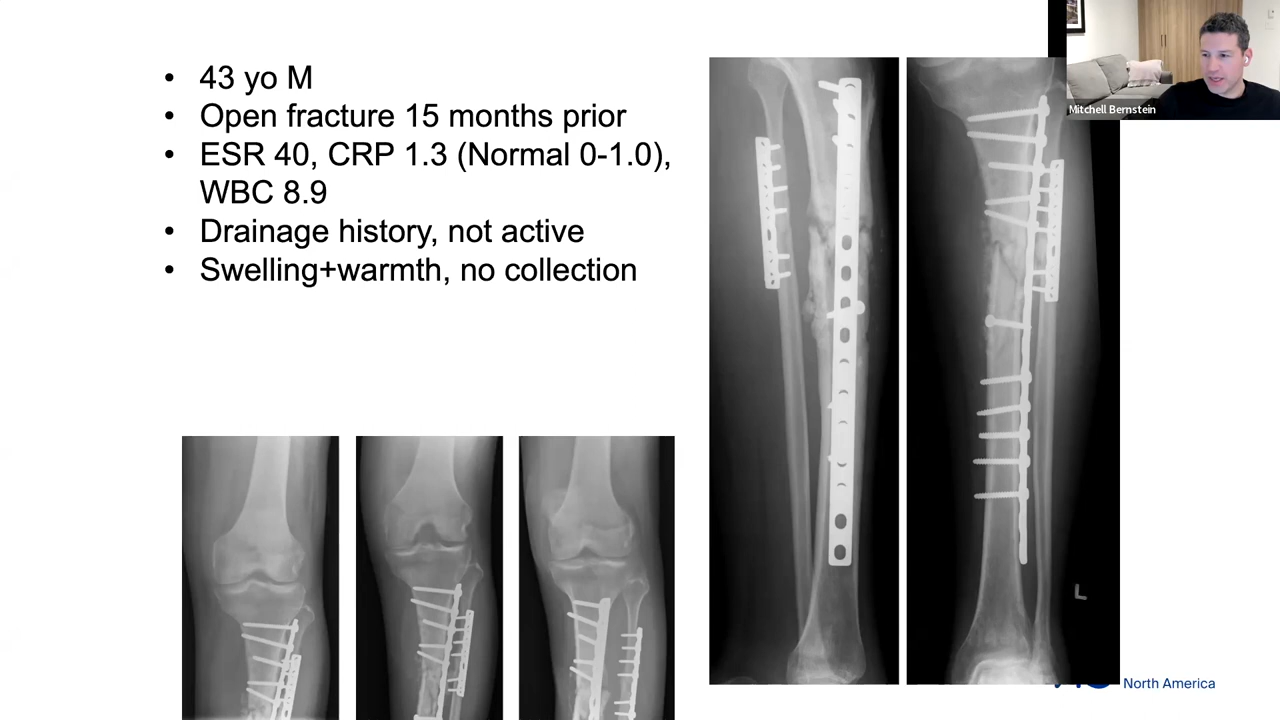 • 43 yo M
• Open fracture 15 months prior
• ESR 40, CRP 1.3 (Normal 0-1.0),
WBC 8.9
• Drainage history, not active
• Swelling+warmth, no collection
Mitchell Bernstein
L
North America